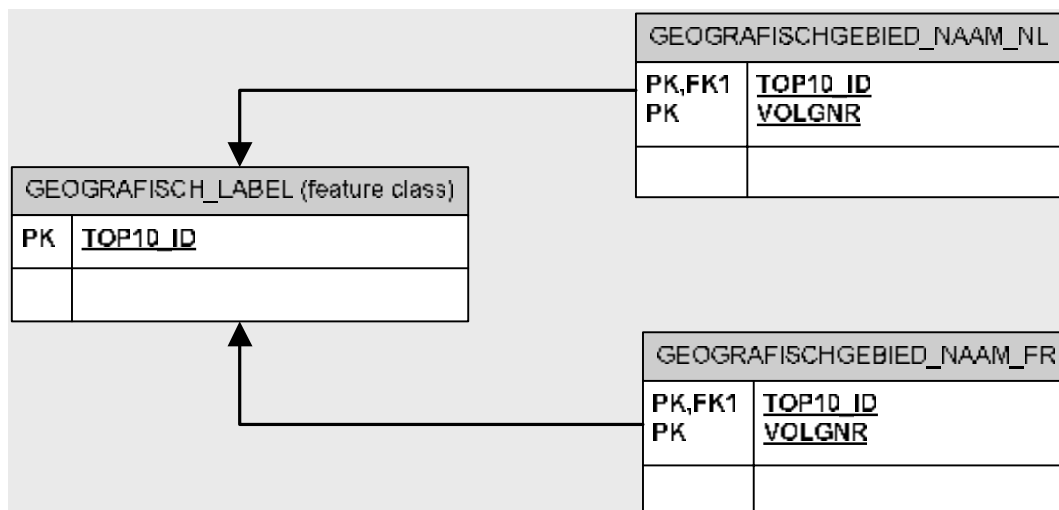 GEOGRAFISCHGEBIED_NAAM_NL
PK,FK1 TOP10_ID
PK VOLGNR
GEOGRAFISCH_LABEL (feature class)
PK TOP10_ID
GEOGRAFISCHGEBIED_NAAM_FR
PK,FK1 TOP10_ID
PK VOLGNR